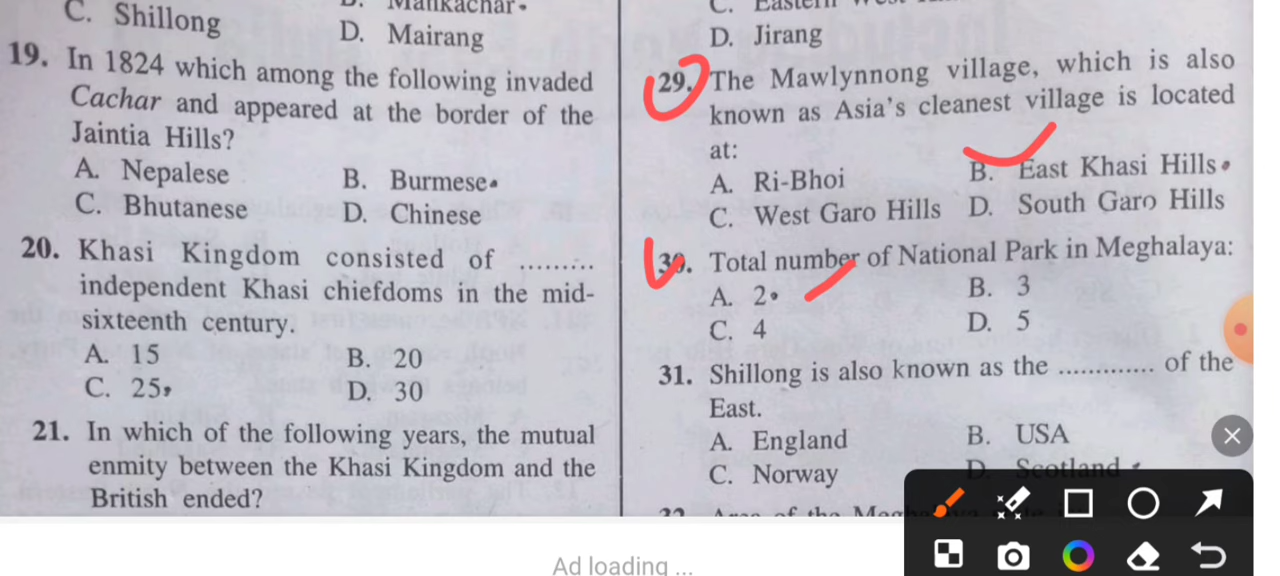 C. Shillong
D. Mankachar
D. Mairang
19. In 1824 which among the following invaded
Cachar and appeared at the border of the
Jaintia Hills?
A. Nepalese B. Burmese
C. Bhutanese D. Chinese
20. Khasi Kingdom consisted of .........
independent Khasi chiefdoms in the mid-
sixteenth century.
A. 15 B. 20
C. 25 D. 30
21. In which of the following years, the mutual
enmity between the Khasi Kingdom and the
British ended?
C. Eastern West
D. Jirang
29. The Mawlynnong village, which is also
known as Asia's cleanest village is located
at:
A. Ri-Bhoi B. East Khasi Hills
C. West Garo Hills D. South Garo Hills
30. Total number of National Park in Meghalaya:
A. 2 B. 3
C. 4 D. 5
31. Shillong is also known as the ............. of the
East.
A. England B. USA
C. Norway D. Scotland
Area of the
Ad loading ...